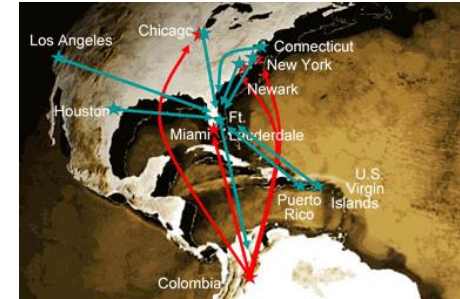 Chicago
Los Angeles
Connecticut
New York
Newark
Houston
Ft.
Miami Lauderdale
U.S.
Virgin
Puerto Islands
Rico
Colombia